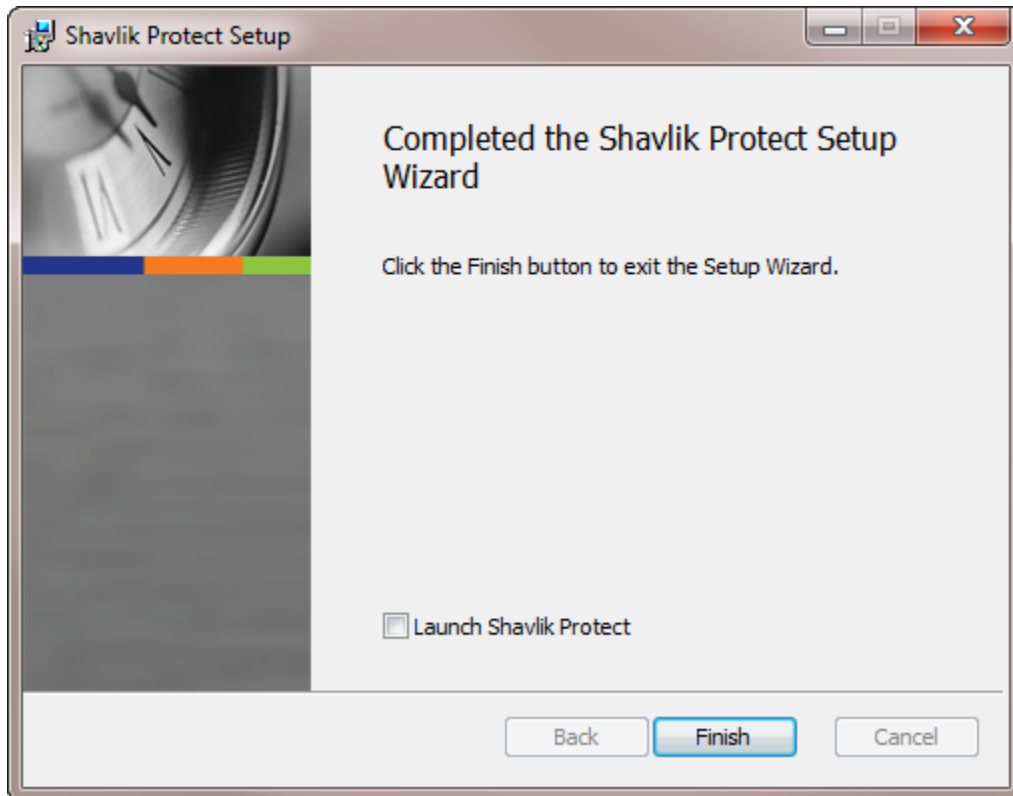 Shavlik Protect Setup
Completed the Shavlik Protect Setup
Wizard
Click the Finish button to exit the Setup Wizard.
Launch Shavlik Protect
Back Finish Cancel